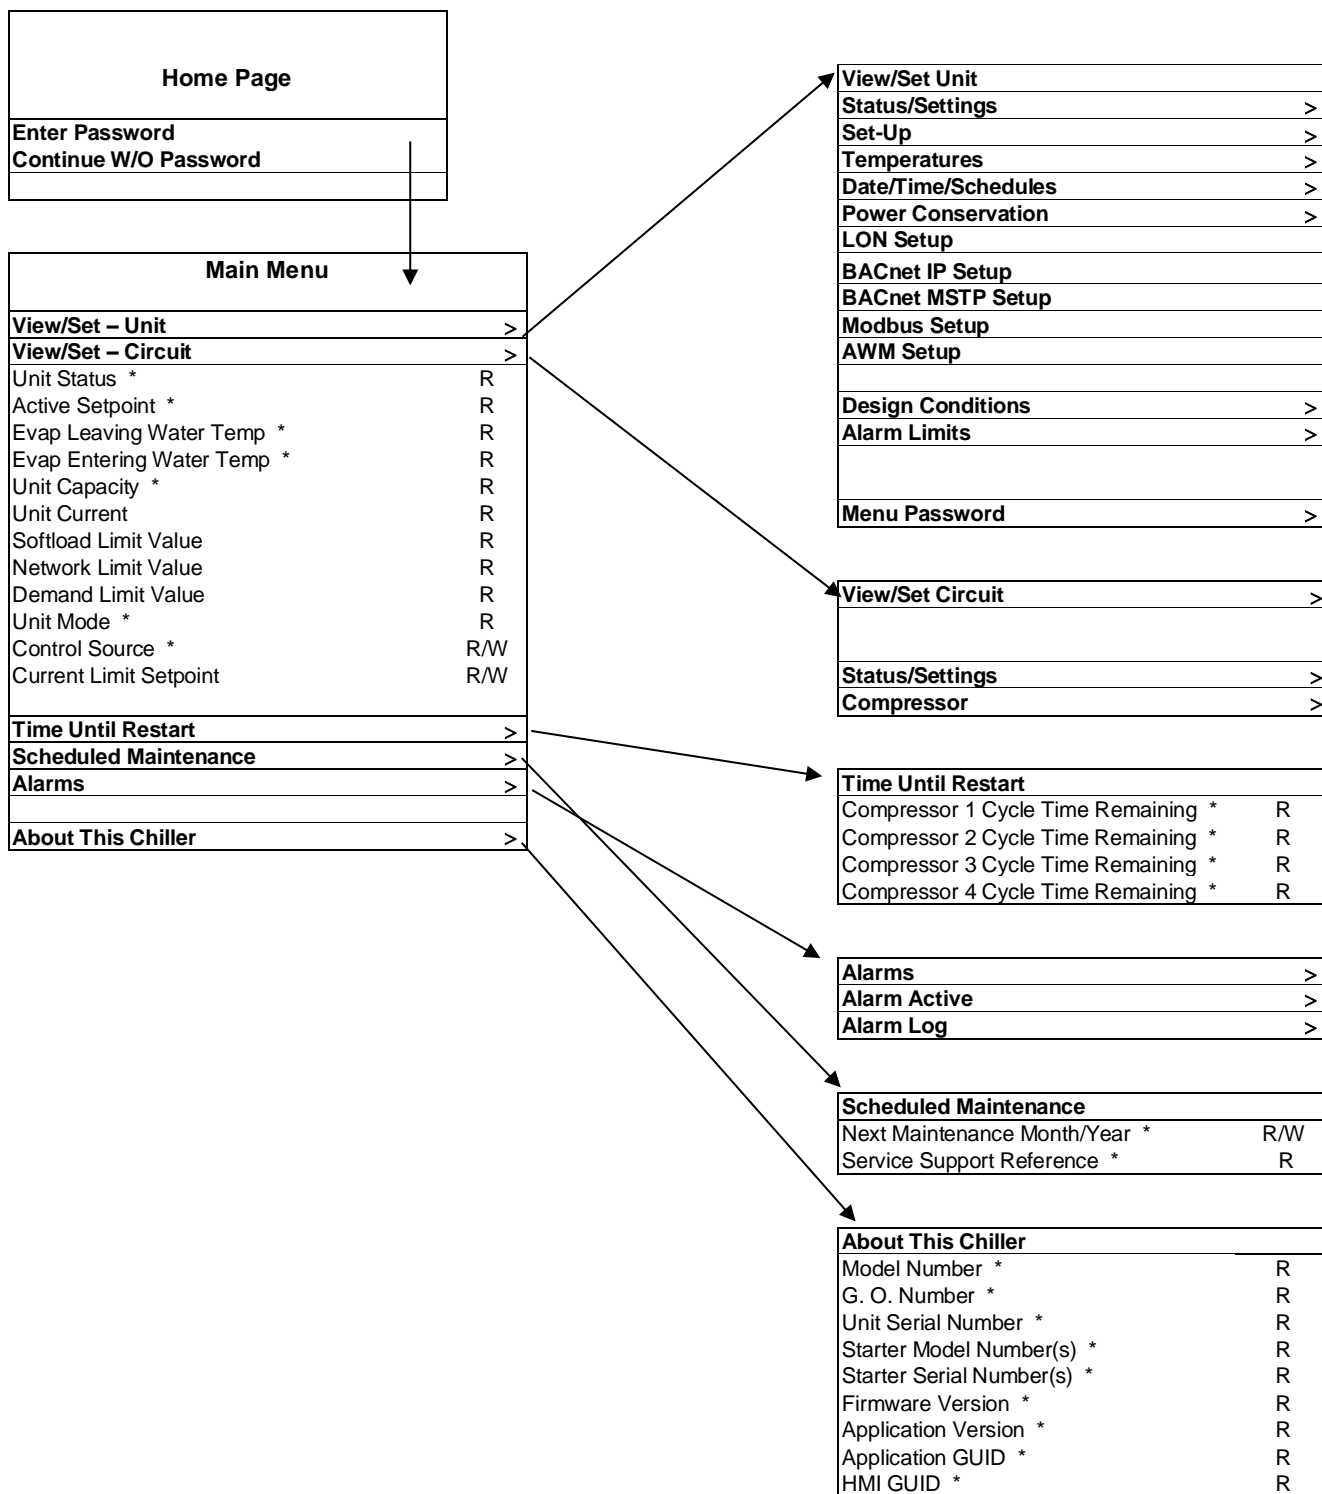 Home Page
Enter Password
Continue W/O Password
Main Menu
View/Set – Unit >
View/Set – Circuit >
Unit Status * R
Active Setpoint * R
Evap Leaving Water Temp * R
Evap Entering Water Temp * R
Unit Capacity * R
Unit Current R
Softload Limit Value R
Network Limit Value R
Demand Limit Value R
Unit Mode * R
Control Source * R/W
Current Limit Setpoint R/W
Time Until Restart >
Scheduled Maintenance >
Alarms >
About This Chiller >
View/Set Unit
Status/Settings >
Set-Up >
Temperatures >
Date/Time/Schedules >
Power Conservation >
LON Setup
BACnet IP Setup
BACnet MSTP Setup
Modbus Setup
AWM Setup
Design Conditions >
Alarm Limits >
Menu Password >
View/Set Circuit >
Status/Settings >
Compressor >
Time Until Restart
Compressor 1 Cycle Time Remaining * R
Compressor 2 Cycle Time Remaining * R
Compressor 3 Cycle Time Remaining * R
Compressor 4 Cycle Time Remaining * R
Alarms >
Alarm Active >
Alarm Log >
Scheduled Maintenance
Next Maintenance Month/Year * R/W
Service Support Reference * R
About This Chiller
Model Number * R
G. O. Number * R
Unit Serial Number * R
Starter Model Number(s) * R
Starter Serial Number(s) * R
Firmware Version * R
Application Version * R
Application GUID * R
HMI GUID * R